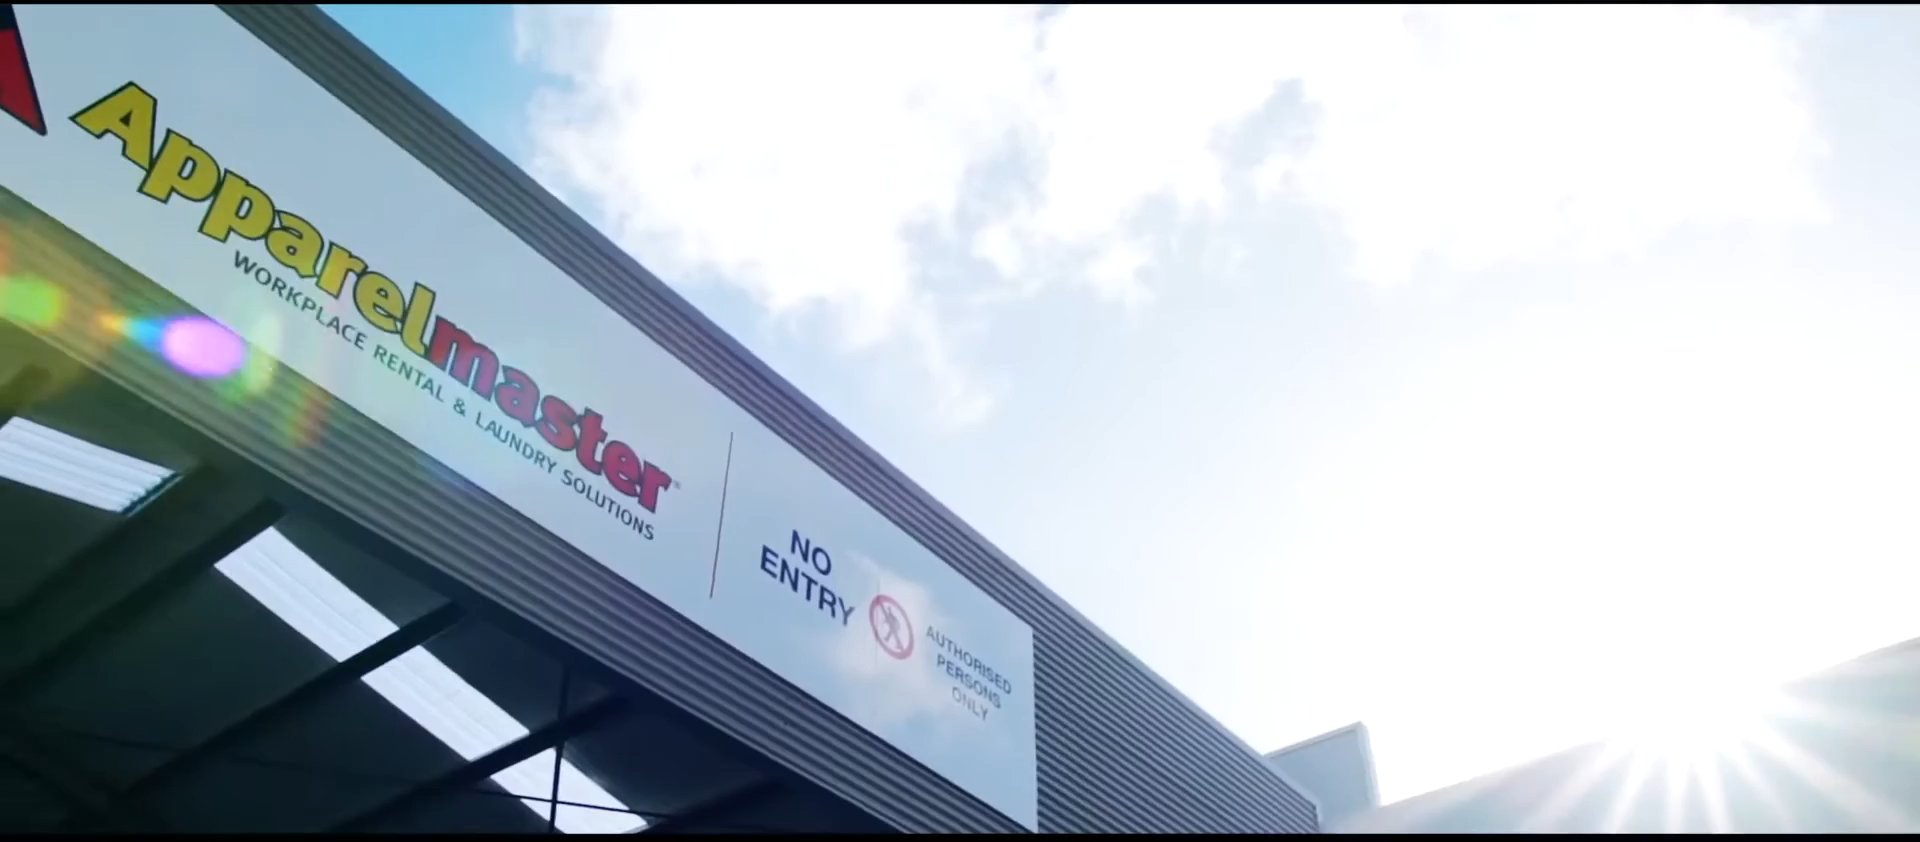 Apparelmaster
WORKPLACE RENTAL & LAUNDRY SOLUTIONS
NO
ENTRY
AUTHORISED
PERSONS
ONLY